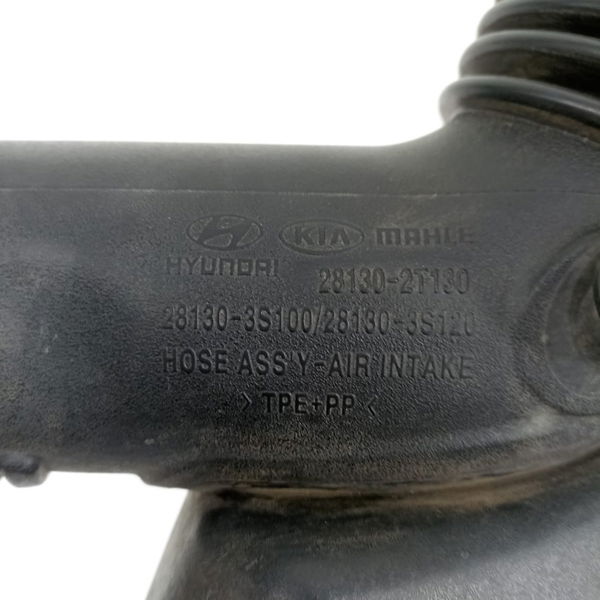 KIA MAHLE
HYUNDAI 28130-2T130
28130-3S100/28130-3S120
HOSE ASS'Y-AIR INTAKE
> TPE+PP <